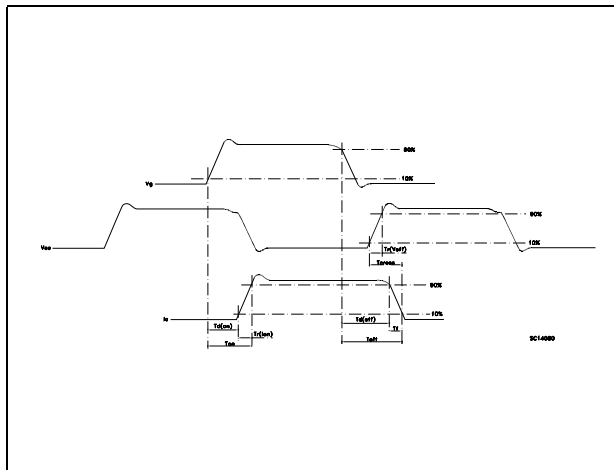 90%
Vg
10%
90%
Vce
10%
Tr(Voff)
Tcross
90%
Ic
10%
Td(on)
Td(off)
Tf
Tr(Ion)
Ton
Toff
SC14080